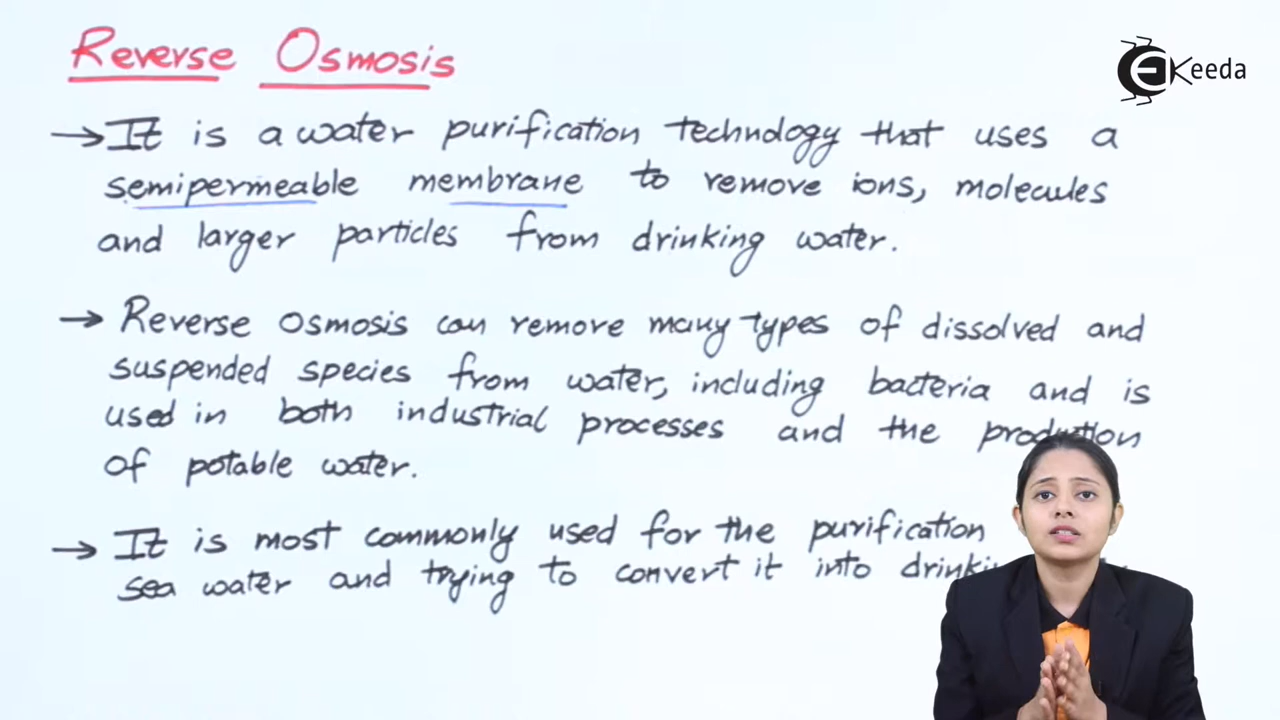 Reverse Osmosis
EKeeda
→ It is a water purification technology that uses a
semipermeable membrane to remove ions, molecules
and larger particles from drinking water.
→ Reverse Osmosis can remove many types of dissolved and
suspended species from water, including bacteria and is
used in both industrial processes and the production
of potable water.
→ It is most commonly used for the purification
sea water and trying to convert it into